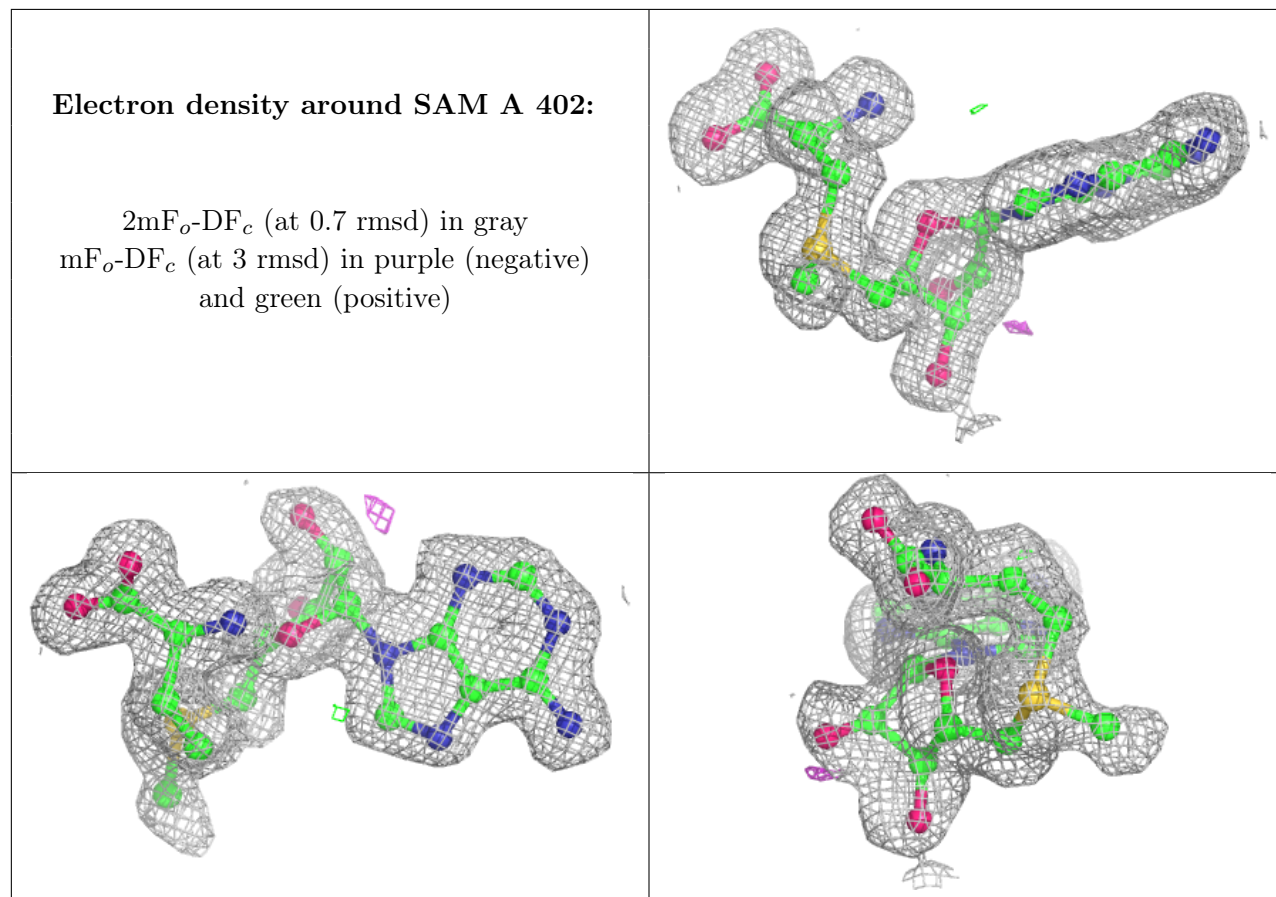 Electron density around SAM A 402:
2mFₒ-DF𝒸 (at 0.7 rmsd) in gray
mFₒ-DF𝒸 (at 3 rmsd) in purple (negative)
and green (positive)